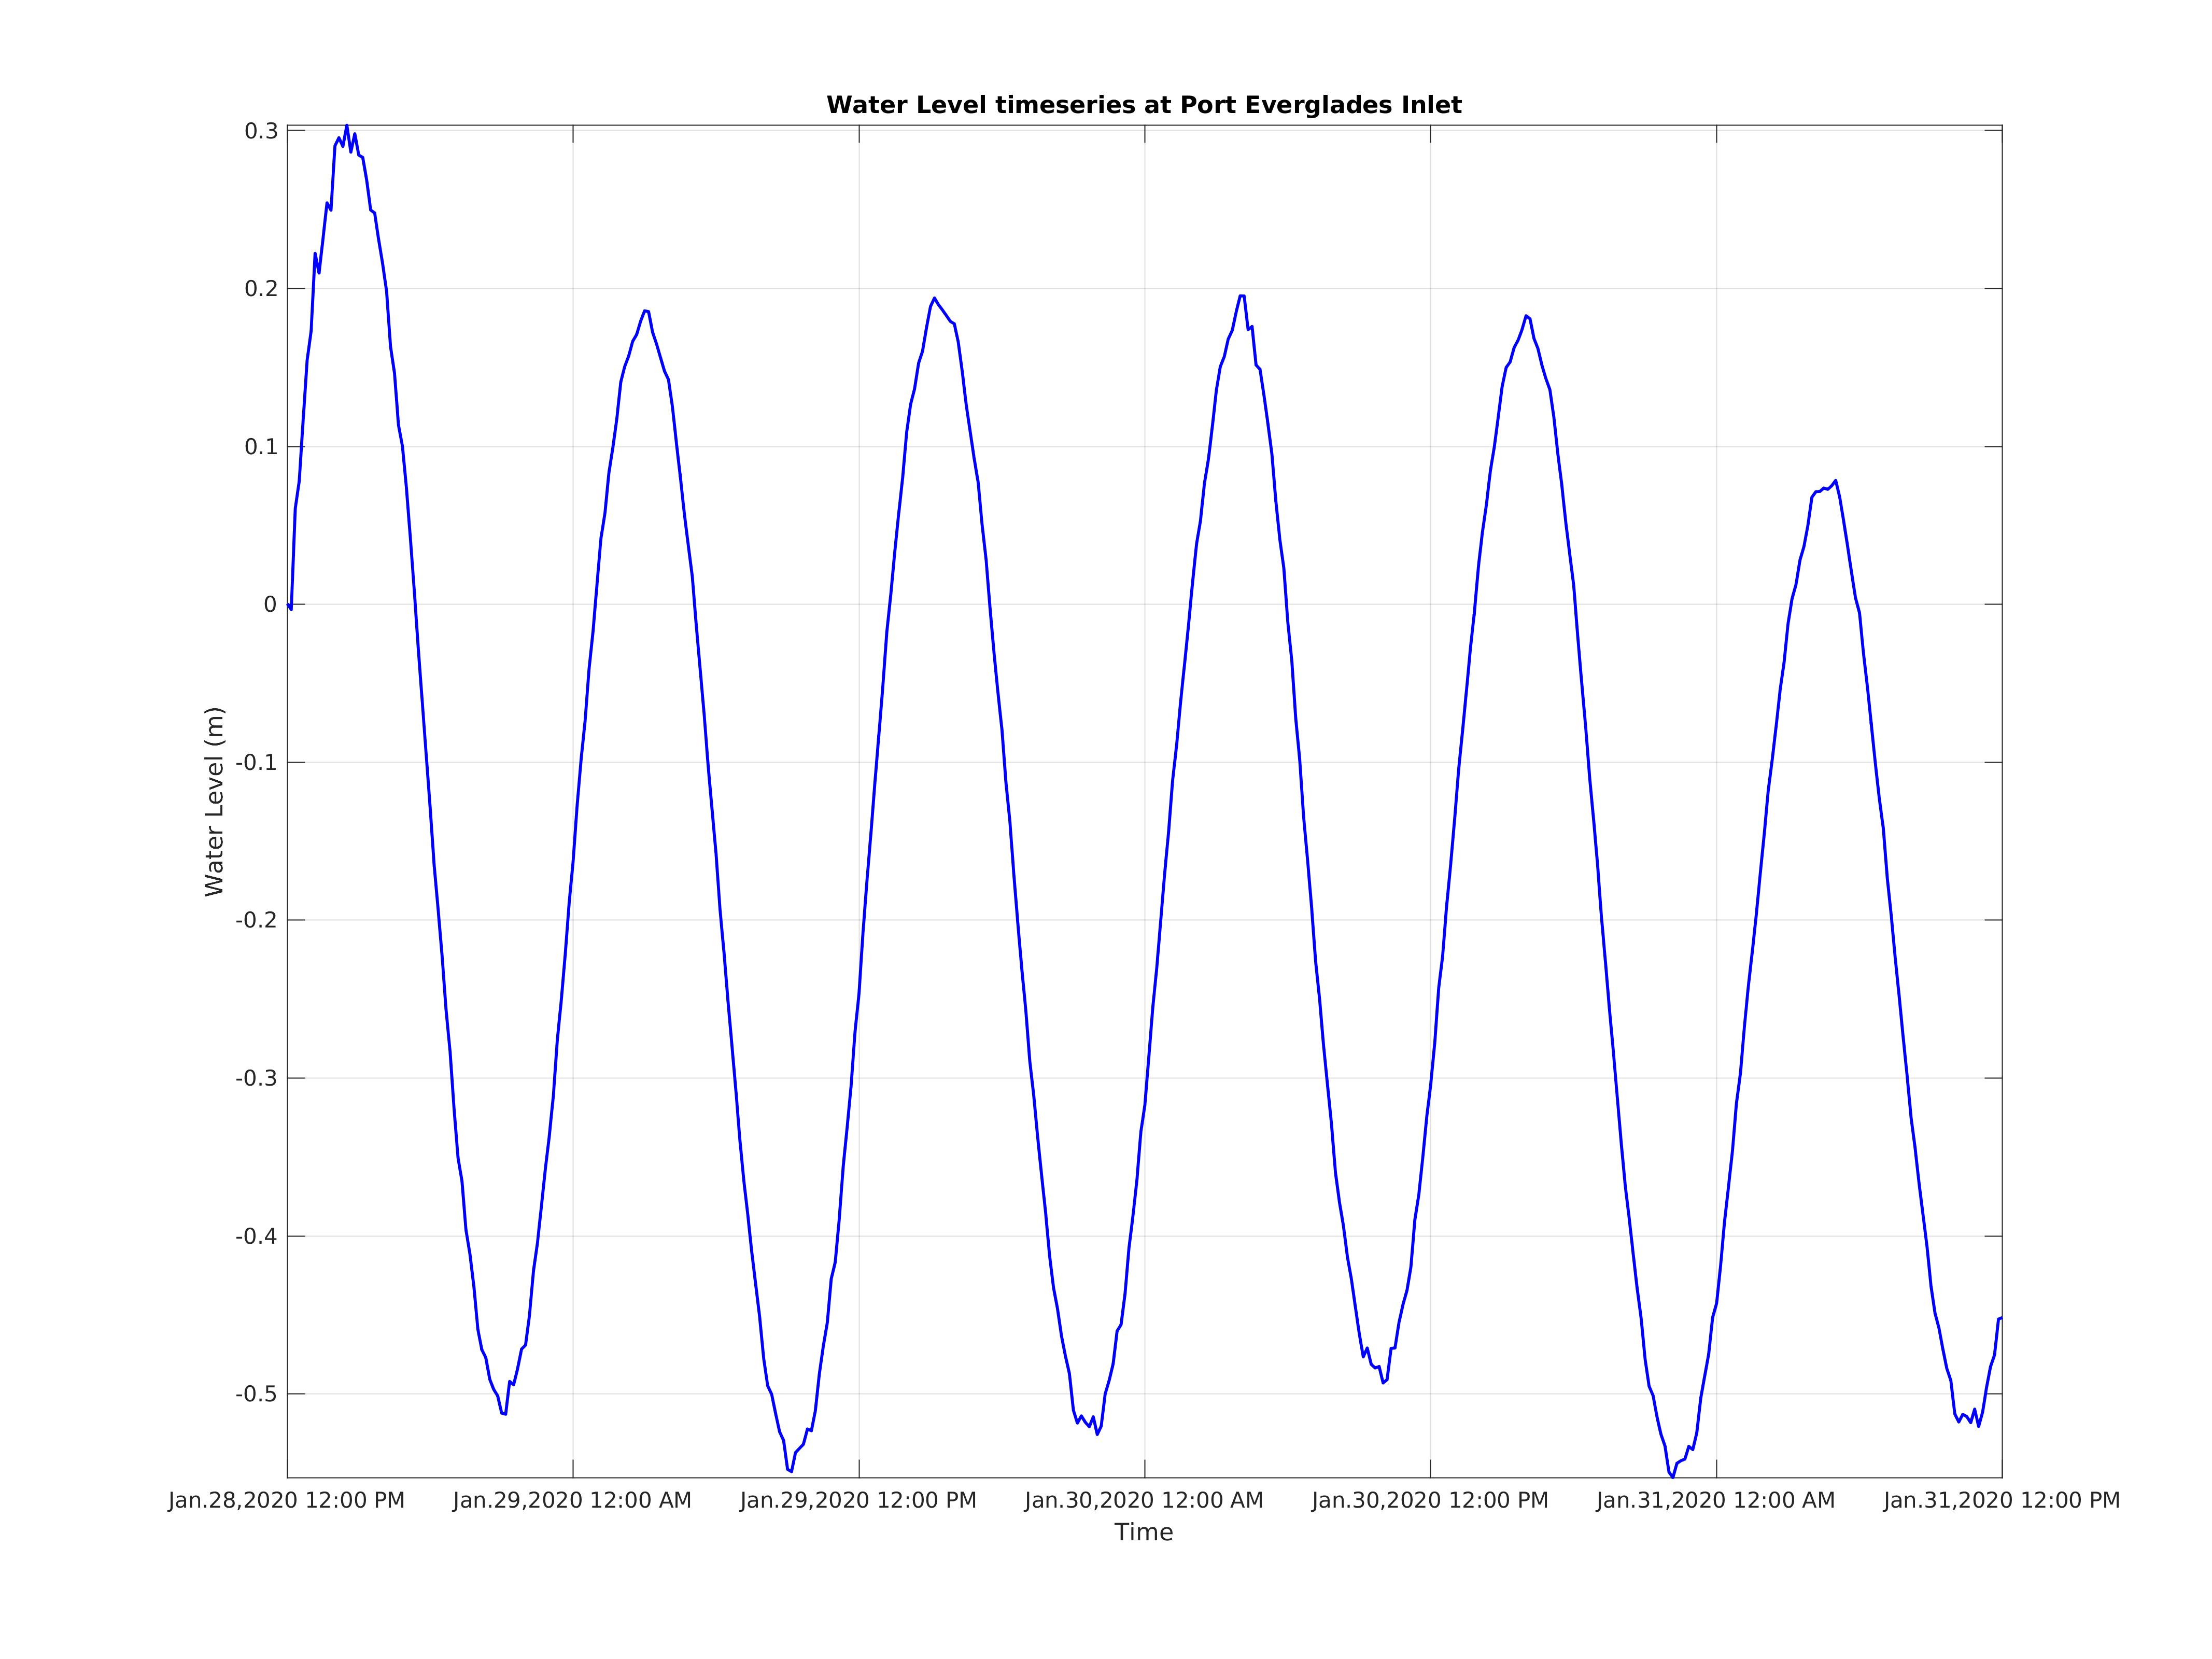 Water Level timeseries at Port Everglades Inlet
0.3
0.2
0.1
0
-0.1
-0.2
-0.3
-0.4
-0.5
Water Level (m)
Jan.28,2020 12:00 PM Jan.29,2020 12:00 AM Jan.29,2020 12:00 PM Jan.30,2020 12:00 AM Jan.30,2020 12:00 PM Jan.31,2020 12:00 AM Jan.31,2020 12:00 PM
Time